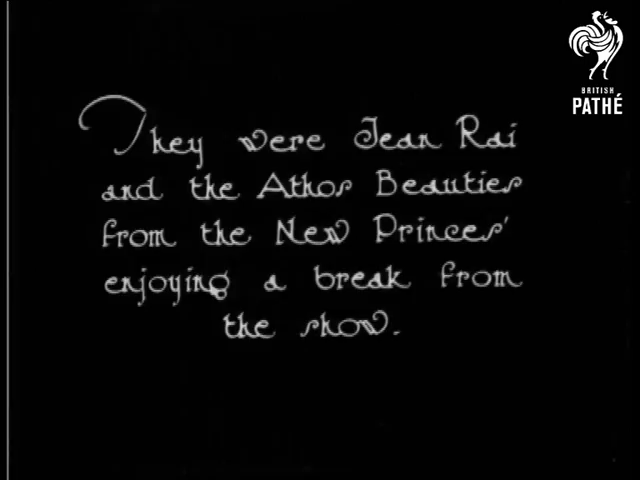 BRITISH
PATHÉ
They were Jean Rai
and the Athos Beauties
from the New Princes'
enjoying a break from
the show.